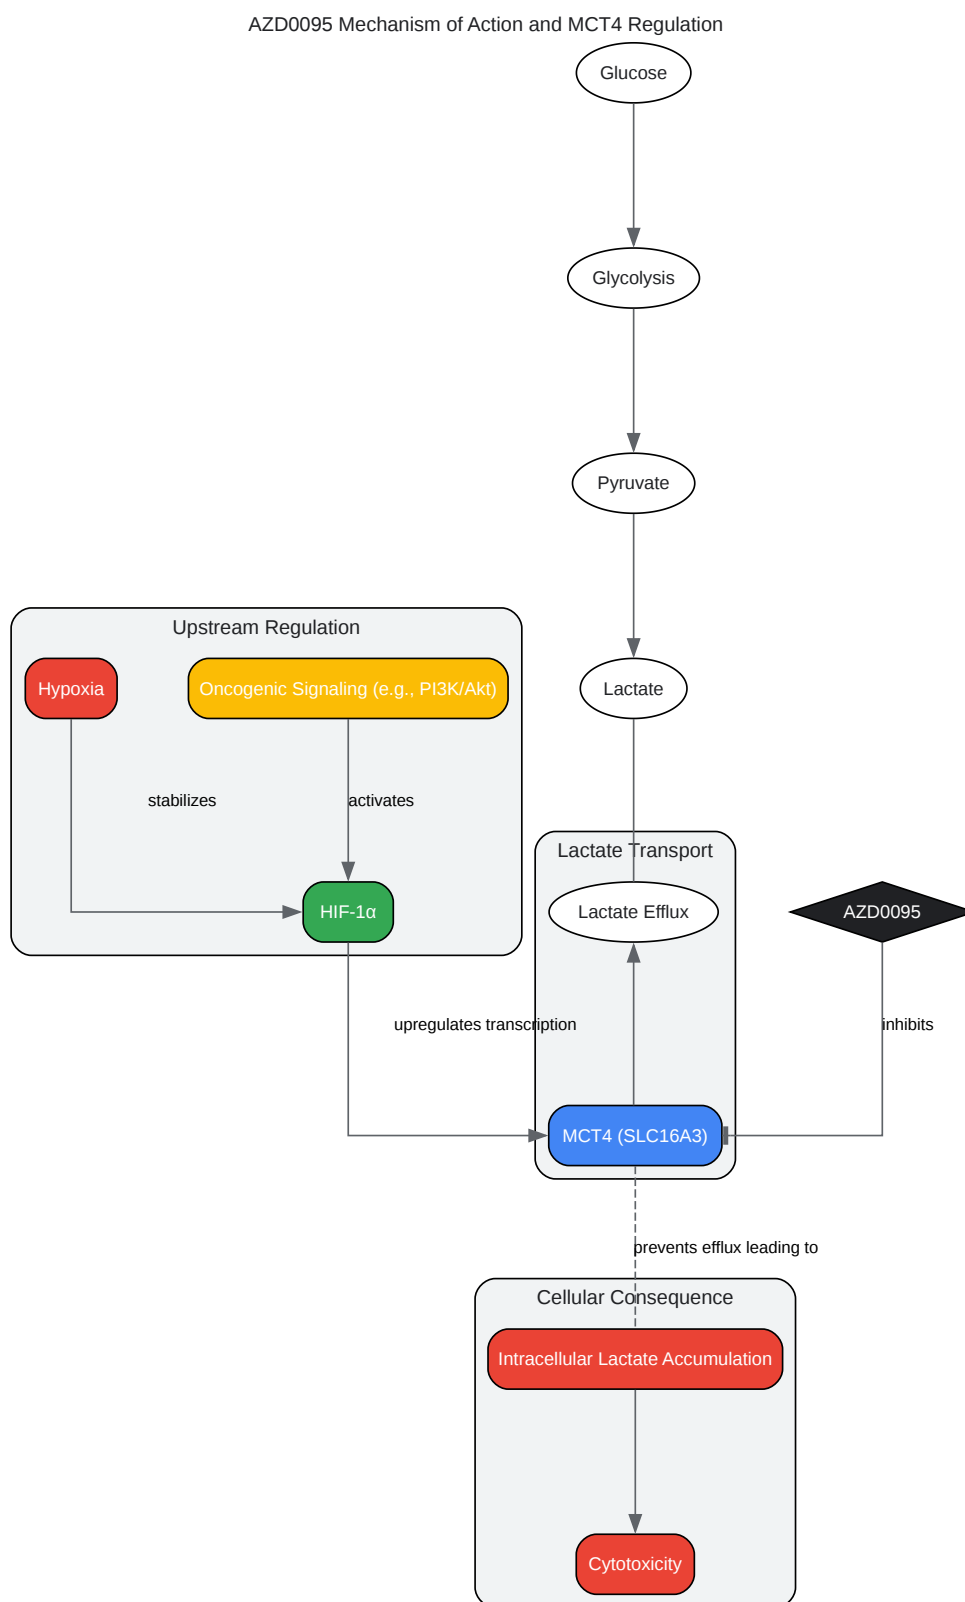 AZD0095 Mechanism of Action and MCT4 Regulation
Glucose
Glycolysis
Pyruvate
Upstream Regulation
Hypoxia
Oncogenic Signaling (e.g., PI3K/Akt)
Lactate
stabilizes
activates
Lactate Transport
HIF-1α
Lactate Efflux
AZD0095
upregulates transcription
inhibits
MCT4 (SLC16A3)
prevents efflux leading to
Cellular Consequence
Intracellular Lactate Accumulation
Cytotoxicity